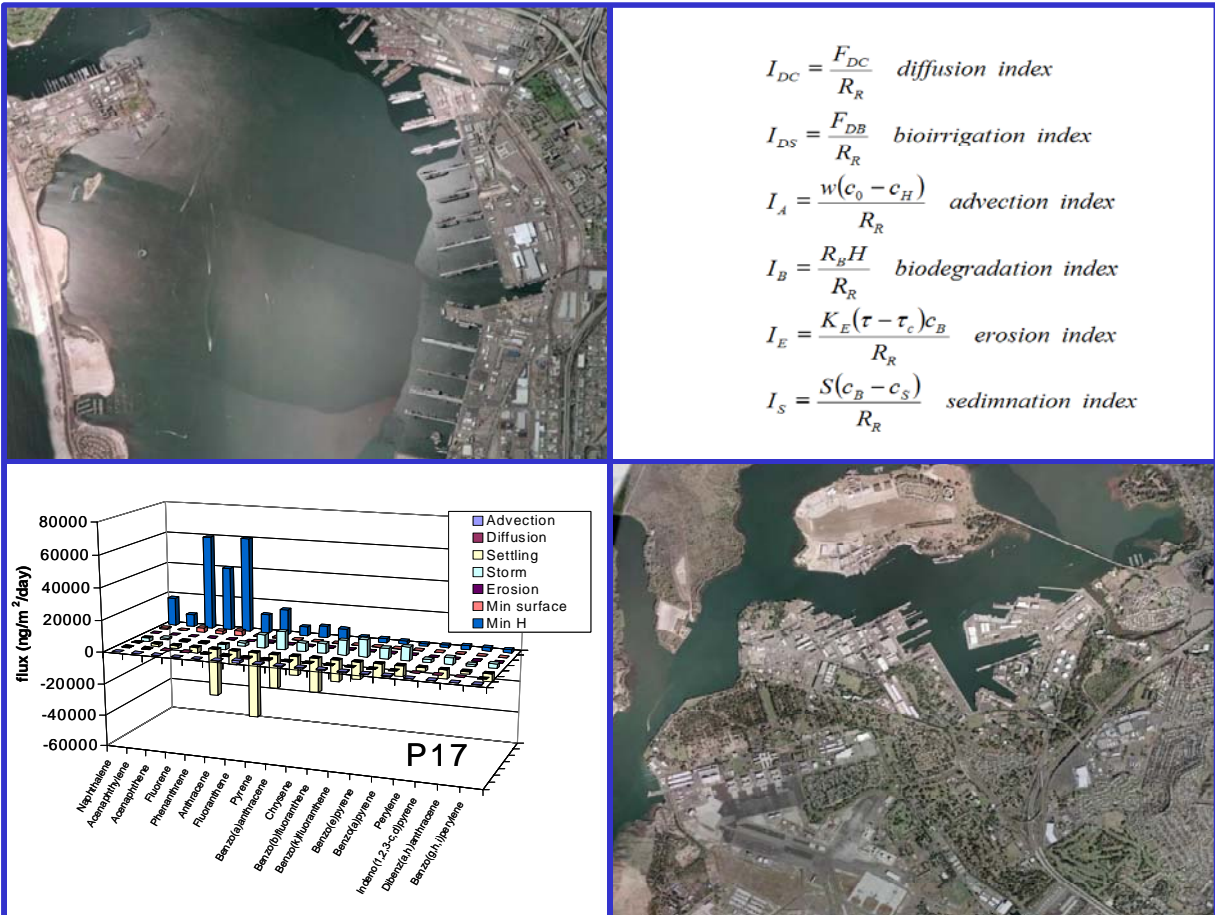 I_DC = F_DC / R_R diffusion index
I_DS = F_DB / R_R bioirrigation index
I_A = w(c_0 − c_H) / R_R advection index
I_B = R_B H / R_R biodegradation index
I_E = K_E(τ − τ_c)c_B / R_R erosion index
I_S = S(c_B − c_S) / R_R sedimnation index
80000
60000
40000
20000
0
-20000
-40000
-60000
flux (ng/m²/day)
Advection
Diffusion
Settling
Storm
Erosion
Min surface
Min H
P17
Naphthalene
Acenaphthylene
Acenaphthene
Fluorene
Phenanthrene
Anthracene
Fluoranthene
Pyrene
Benzo(a)anthracene
Chrysene
Benzo(b)fluoranthene
Benzo(k)fluoranthene
Benzo(e)pyrene
Benzo(a)pyrene
Perylene
Indeno(1,2,3-c,d)pyrene
Dibenz(a,h)anthracene
Benzo(g,h,i)perylene